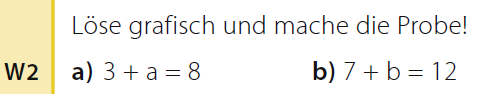 Löse grafisch und mache die Probe!
W2 a) 3 + a = 8 b) 7 + b = 12